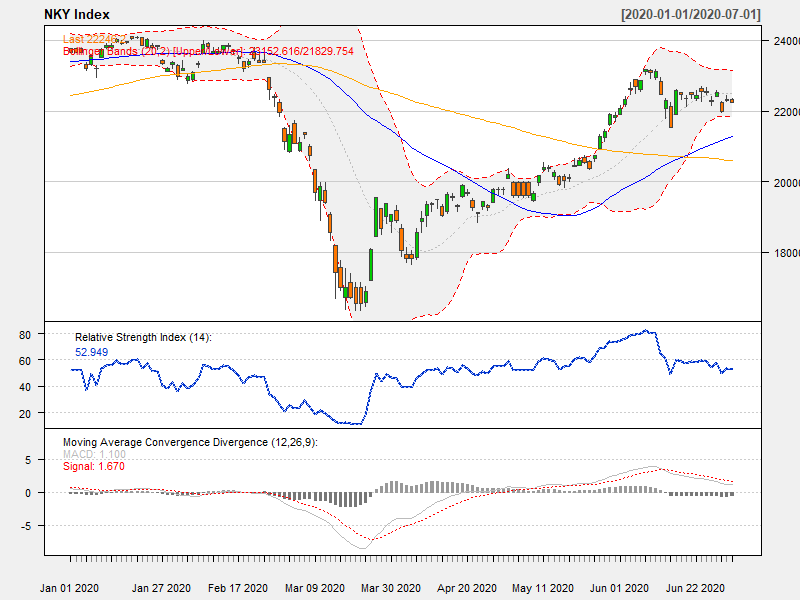 NKY Index [2020-01-01/2020-07-01]
Last 22246.2
Bollinger Bands (20,2) [Upper/Lower]: 23152.616/21829.754
24000
22000
20000
18000
Relative Strength Index (14):
52.949
80
60
40
20
Moving Average Convergence Divergence (12,26,9):
MACD: 1.100
Signal: 1.670
5
0
-5
Jan 01 2020 Jan 27 2020 Feb 17 2020 Mar 09 2020 Mar 30 2020 Apr 20 2020 May 11 2020 Jun 01 2020 Jun 22 2020